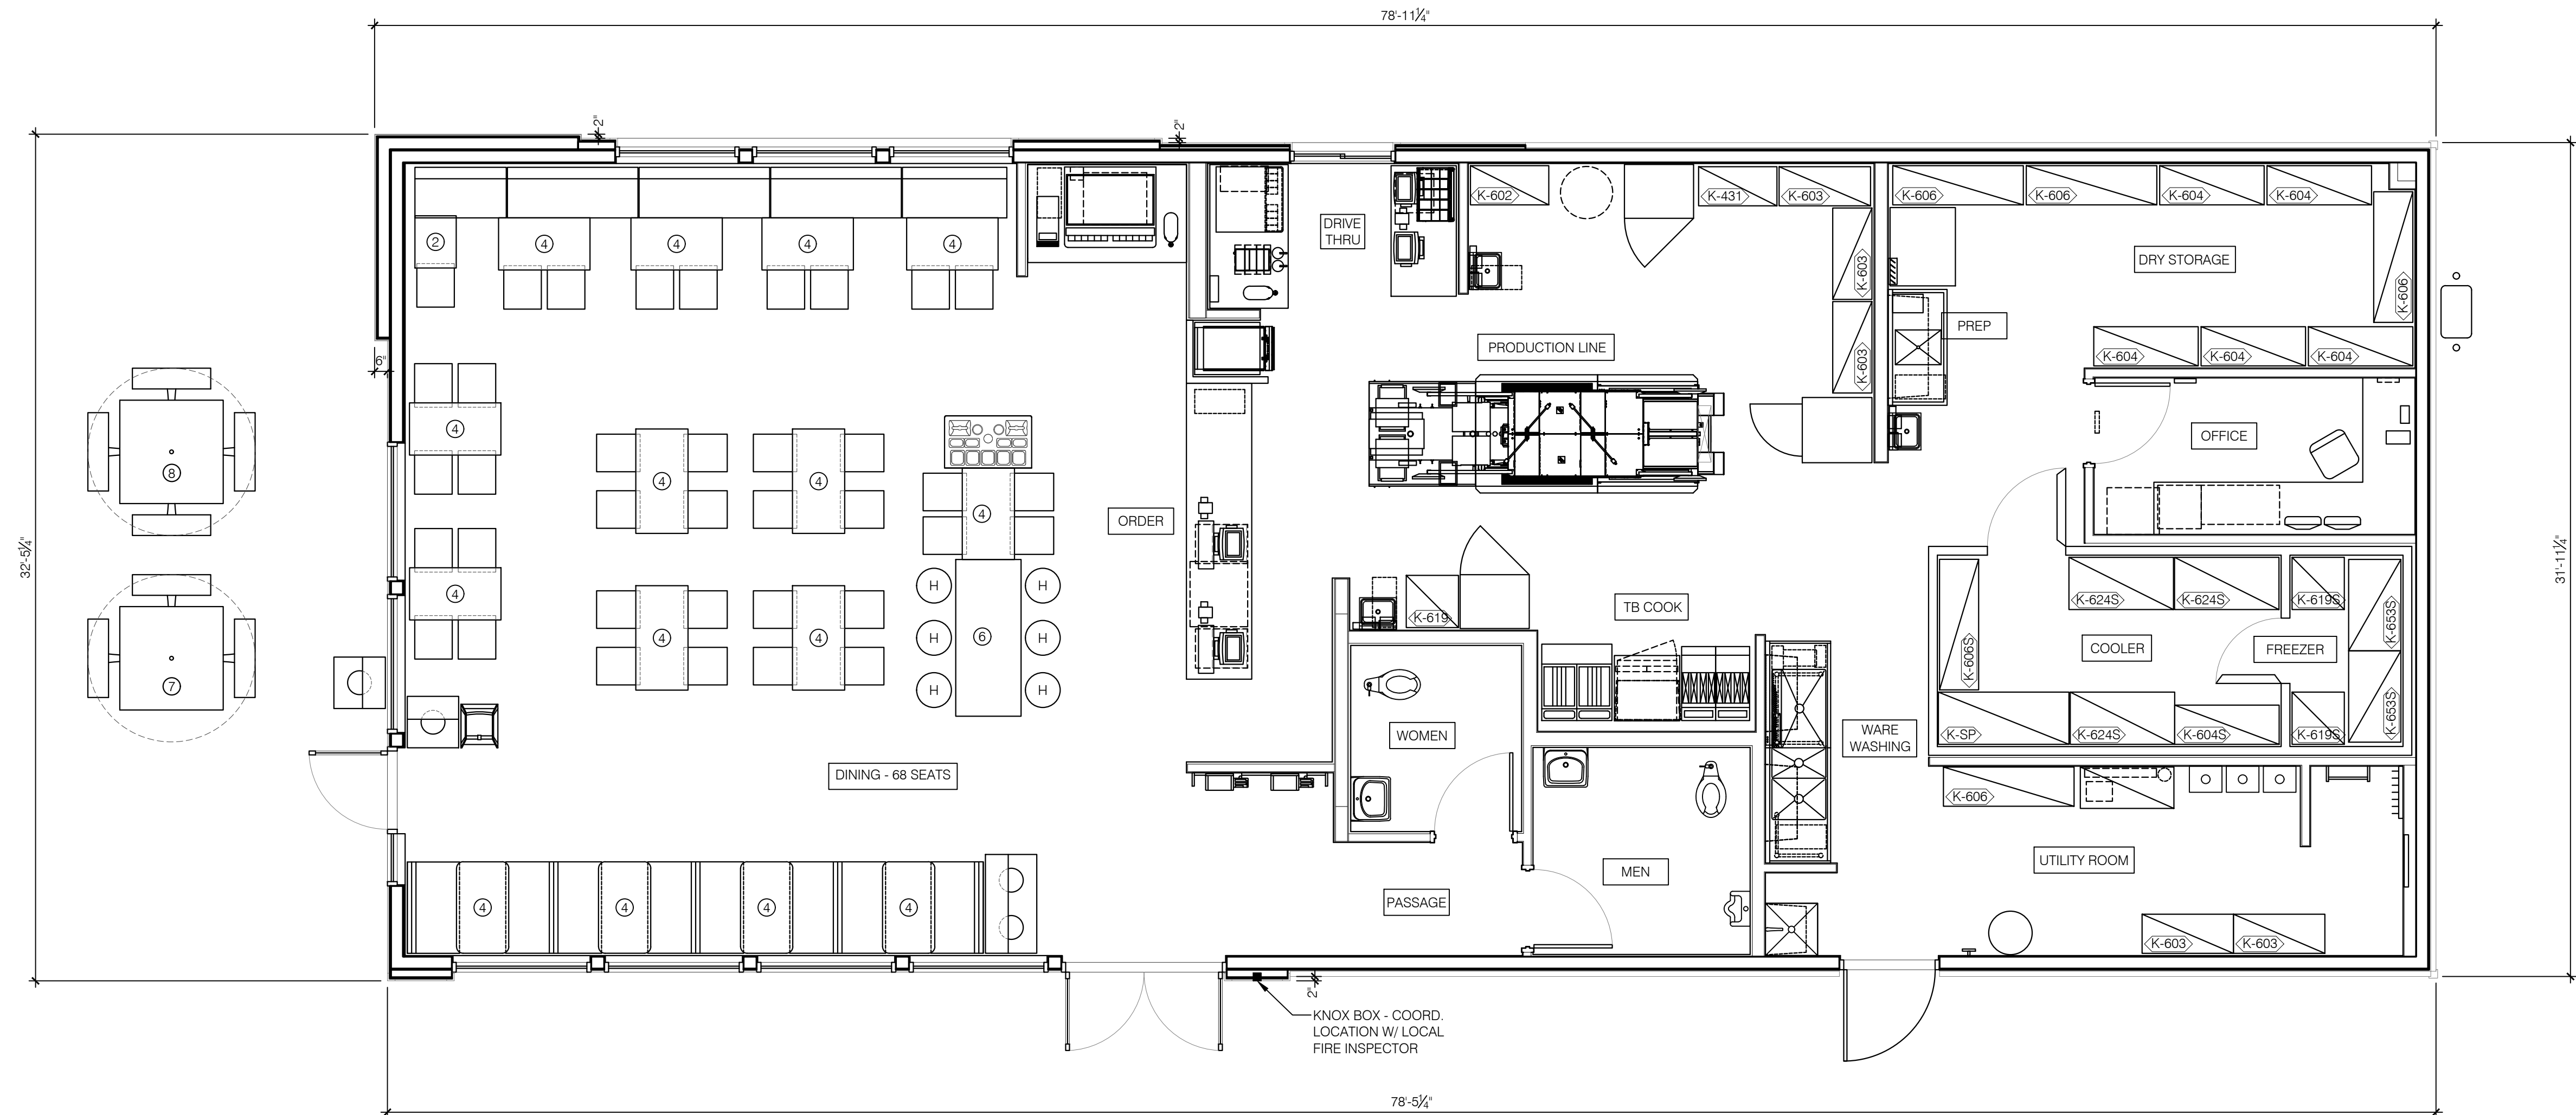 78'-11¼"
2"
2"
32'-5¼"
31'-11¼"
6"
K-602
K-431
K-603
K-606
K-606
K-604
K-604
DRIVE
THRU
2
4
4
4
4
DRY STORAGE
K-603
K-606
PREP
PRODUCTION LINE
K-603
K-604
K-604
K-604
4
OFFICE
8
4
4
4
ORDER
4
H
H
TB COOK
K-619
K-624S
K-624S
K-619S
K-653S
4
4
6
H
H
COOLER
FREEZER
K-606S
7
H
H
K-653S
WOMEN
WARE
WASHING
K-SP
K-624S
K-604S
K-619S
DINING - 68 SEATS
K-606
UTILITY ROOM
MEN
PASSAGE
4
4
4
4
K-603
K-603
2"
KNOX BOX - COORD.
LOCATION W/ LOCAL
FIRE INSPECTOR
78'-5¼"